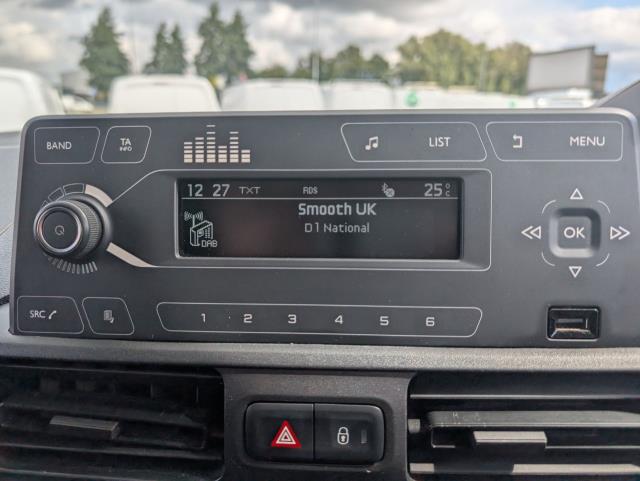 BAND
TA
INFO
LIST
MENU
12 27 TXT RDS 25°C
Smooth UK
D1 National
DAB
OK
SRC
1 2 3 4 5 6